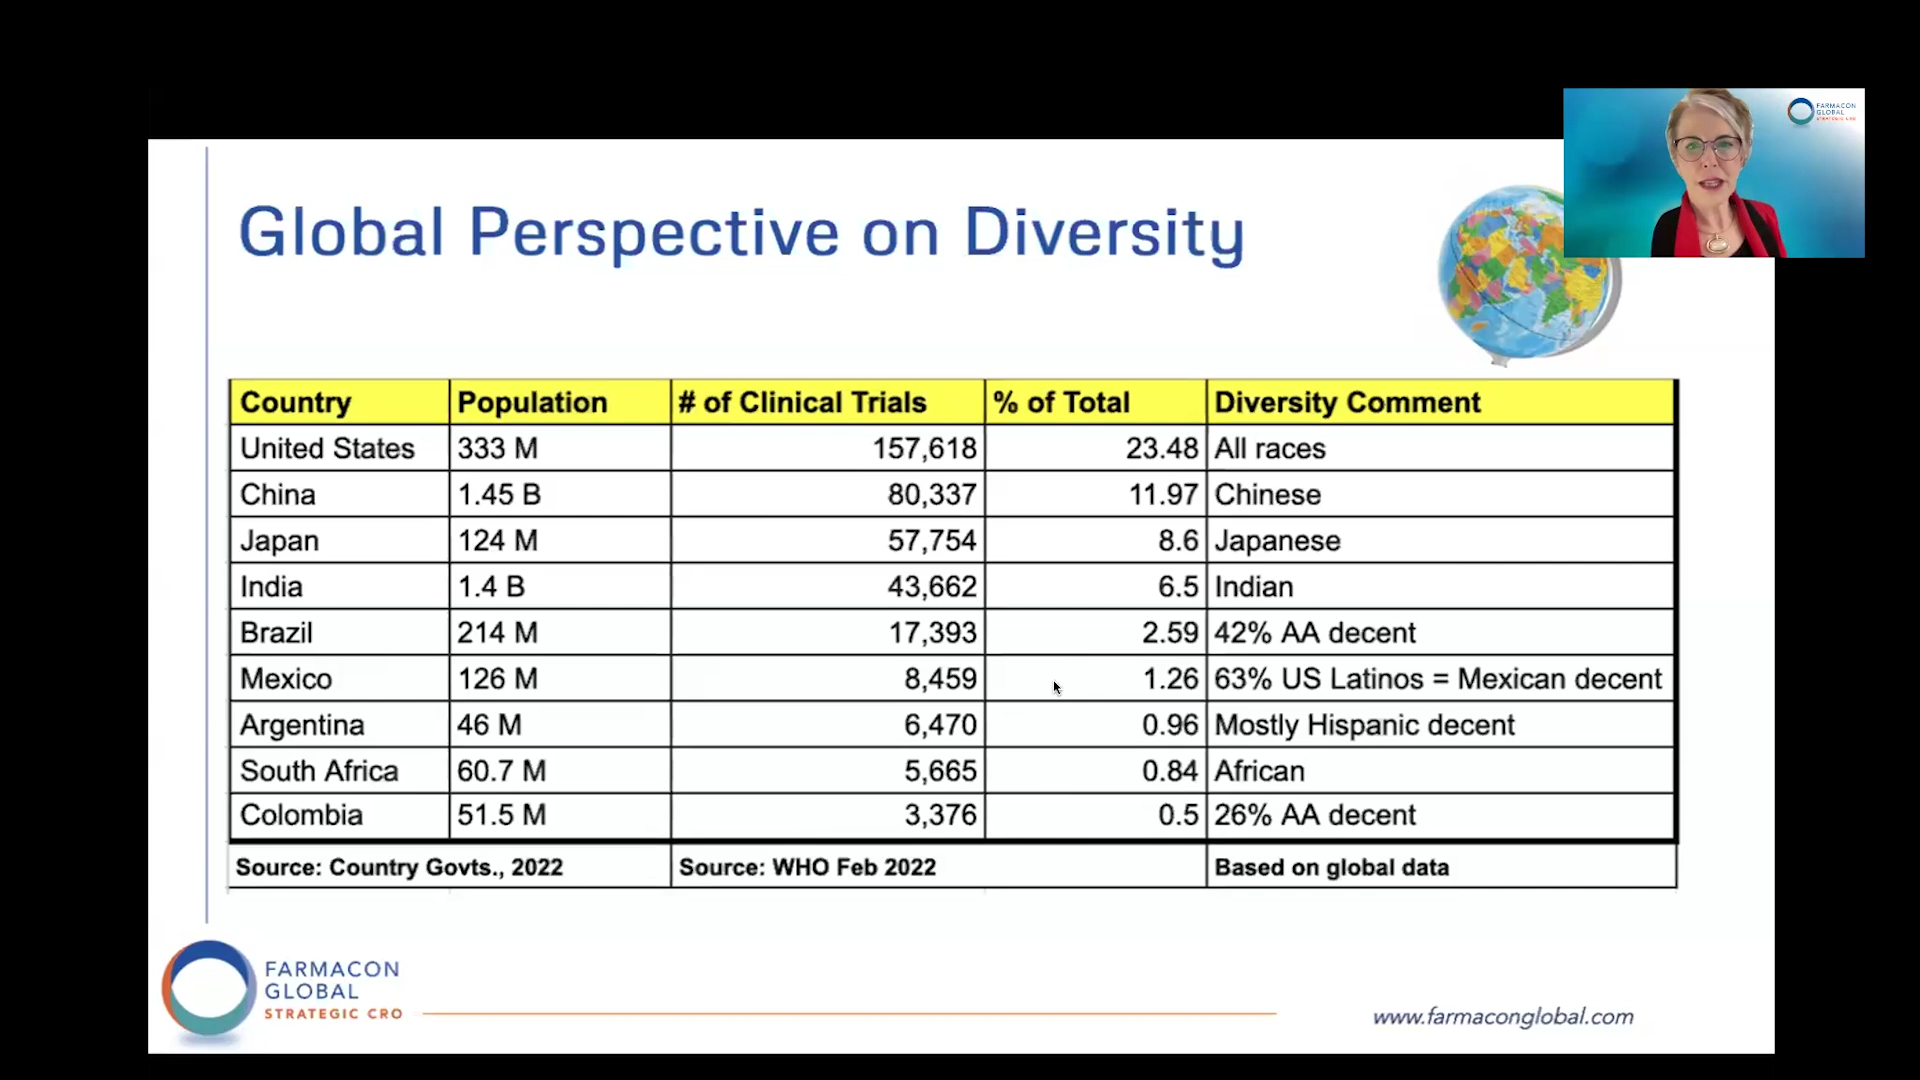 FARMACON
GLOBAL
Global Perspective on Diversity
Country Population # of Clinical Trials % of Total Diversity Comment
United States 333 M 157,618 23.48 All races
China 1.45 B 80,337 11.97 Chinese
Japan 124 M 57,754 8.6 Japanese
India 1.4 B 43,662 6.5 Indian
Brazil 214 M 17,393 2.59 42% AA decent
Mexico 126 M 8,459 1.26 63% US Latinos = Mexican decent
Argentina 46 M 6,470 0.96 Mostly Hispanic decent
South Africa 60.7 M 5,665 0.84 African
Colombia 51.5 M 3,376 0.5 26% AA decent
Source: Country Govts., 2022 Source: WHO Feb 2022 Based on global data
FARMACON
GLOBAL
STRATEGIC CRO
www.farmaconglobal.com